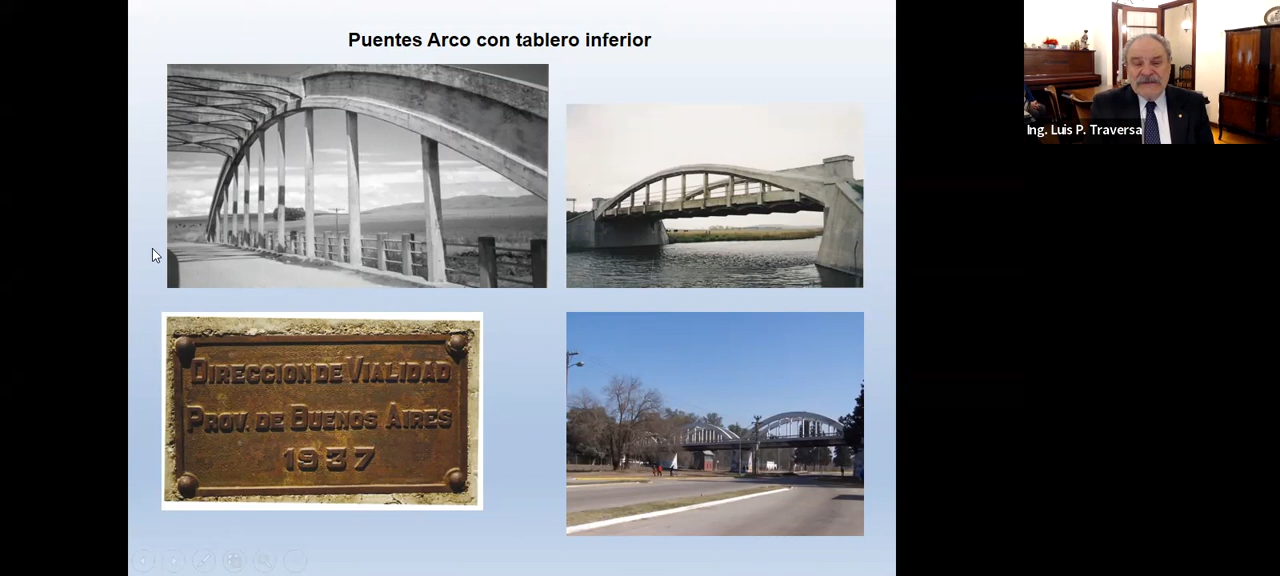 Puentes Arco con tablero inferior
Ing. Luis P. Traversa
DIRECCION DE VIALIDAD
PROV. DE BUENOS AIRES
1937